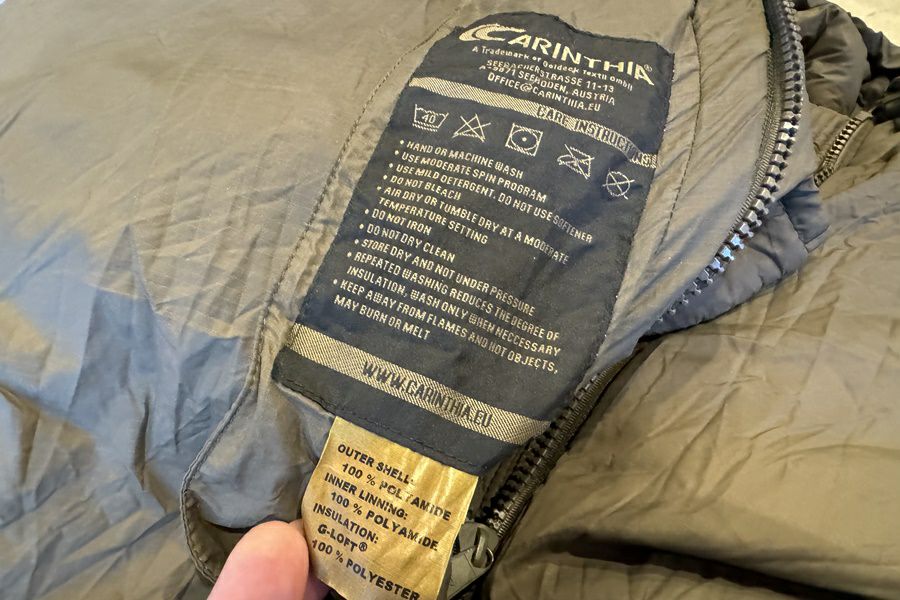 CARINTHIA®
A Trademark of Goldeck Textil GmbH
SEEBACHERSTRASSE 11-13
A-9871 SEEBODEN, AUSTRIA
OFFICE@CARINTHIA.EU
CARE INSTRUCTIONS:
40°
• HAND OR MACHINE WASH
• USE MODERATE SPIN PROGRAM
• USE MILD DETERGENT, DO NOT USE SOFTENER
• DO NOT BLEACH
• AIR DRY OR TUMBLE DRY AT A MODERATE
TEMPERATURE SETTING
• DO NOT IRON
• DO NOT DRY CLEAN
• STORE DRY AND NOT UNDER PRESSURE
• REPEATED WASHING REDUCES THE DEGREE OF
INSULATION, WASH ONLY WHEN NECCESSARY
• KEEP AWAY FROM FLAMES AND HOT OBJECTS,
MAY BURN OR MELT
WWW.CARINTHIA.EU
OUTER SHELL:
100 % POLYAMIDE
INNER LINNING:
100 % POLYAMIDE
INSULATION:
G-LOFT®
100 % POLYESTER